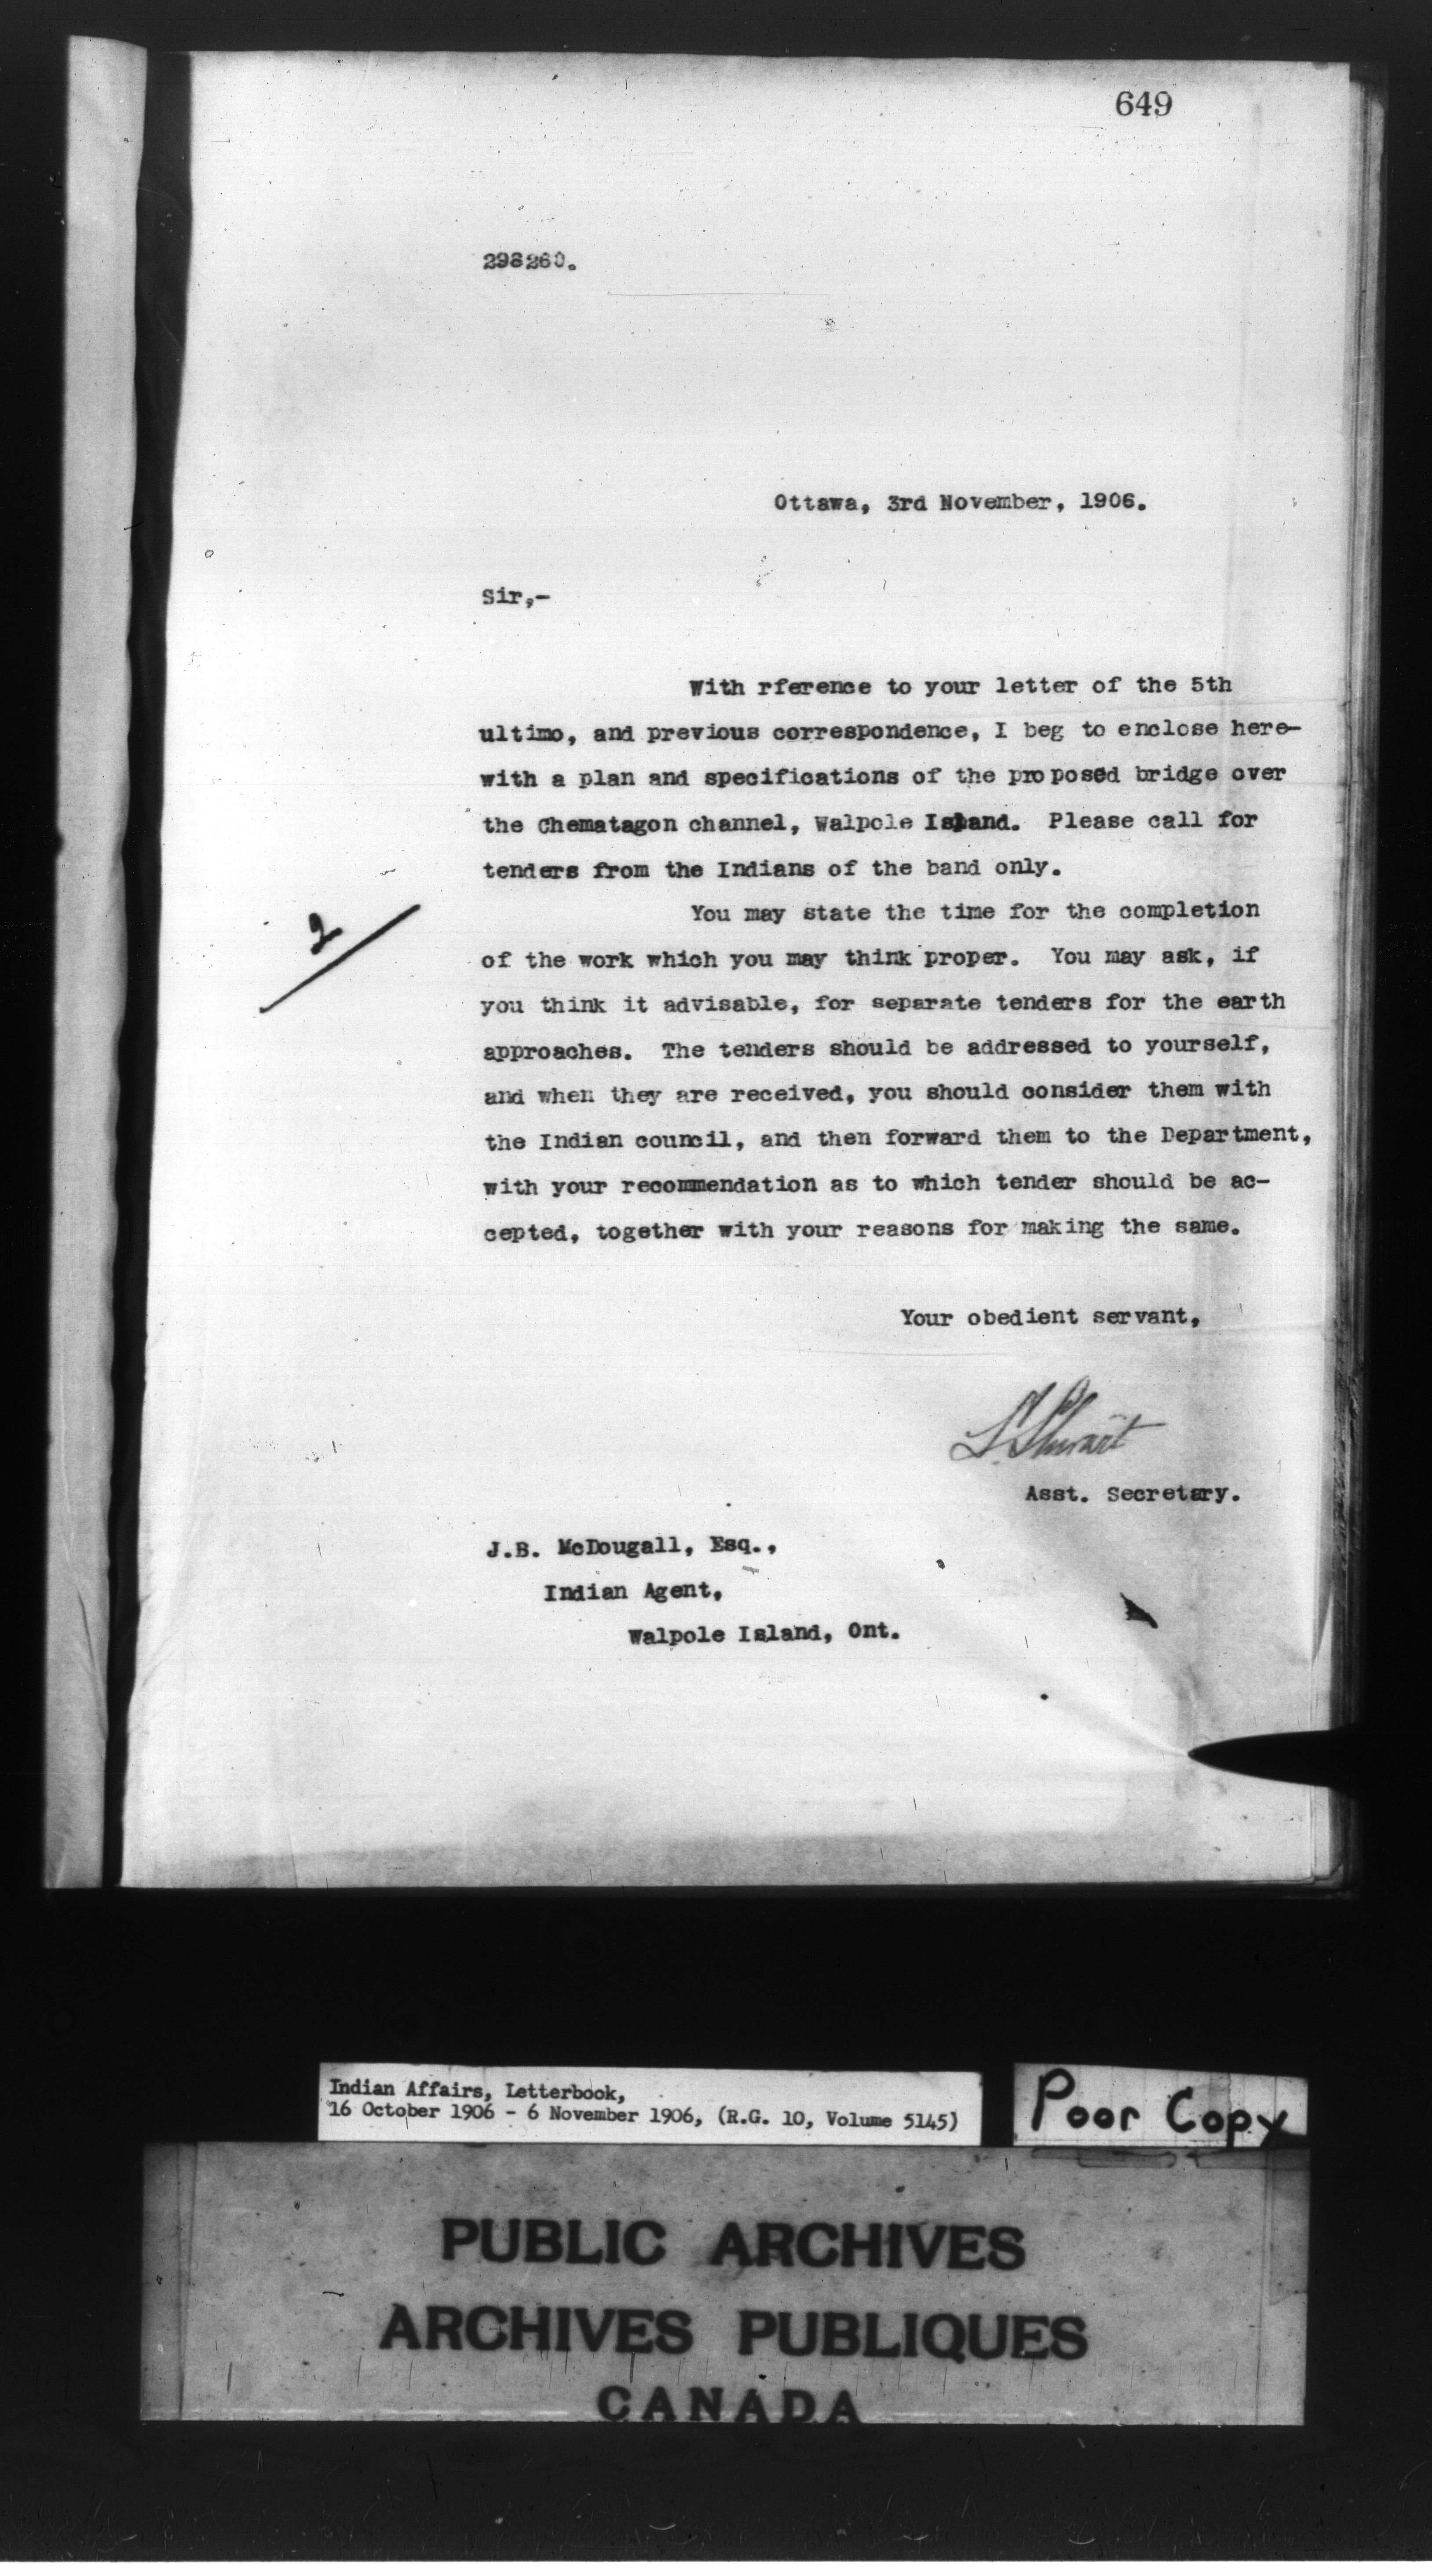 649
298260.
Ottawa, 3rd November, 1906.
Sir,-
With rference to your letter of the 5th
ultimo, and previous correspondence, I beg to enclose here-
with a plan and specifications of the proposed bridge over
the Chematagon channel, Walpole Island. Please call for
tenders from the Indians of the band only.
You may state the time for the completion
2
of the work which you may think proper. You may ask, if
you think it advisable, for separate tenders for the earth
approaches. The tenders should be addressed to yourself,
and when they are received, you should consider them with
the Indian council, and then forward them to the Department,
with your recommendation as to which tender should be ac-
cepted, together with your reasons for making the same.
Your obedient servant,
S. Stewart
Asst. Secretary.
J.B. McDougall, Esq.,
Indian Agent,
Walpole Island, Ont.
Indian Affairs, Letterbook,
16 October 1906 - 6 November 1906, (R.G. 10, Volume 5145)
Poor Copy
PUBLIC ARCHIVES
ARCHIVES PUBLIQUES
CANADA